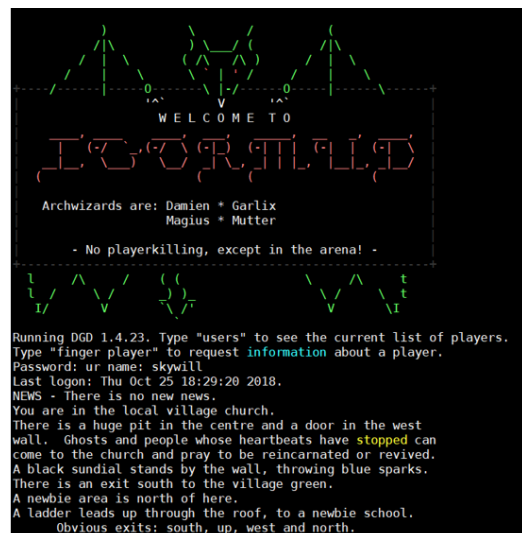 WELCOME TO
ICORMUD
Archwizards are: Damien * Garlix
Magius * Mutter
- No playerkilling, except in the arena! -
Running DGD 1.4.23. Type "users" to see the current list of players.
Type "finger player" to request information about a player.
Password: ur name: skywill
Last logon: Thu Oct 25 18:29:20 2018.
NEWS - There is no new news.
You are in the local village church.
There is a huge pit in the centre and a door in the west
wall.  Ghosts and people whose heartbeats have stopped can
come to the church and pray to be reincarnated or revived.
A black sundial stands by the wall, throwing blue sparks.
There is an exit south to the village green.
A newbie area is north of here.
A ladder leads up through the roof, to a newbie school.
Obvious exits: south, up, west and north.